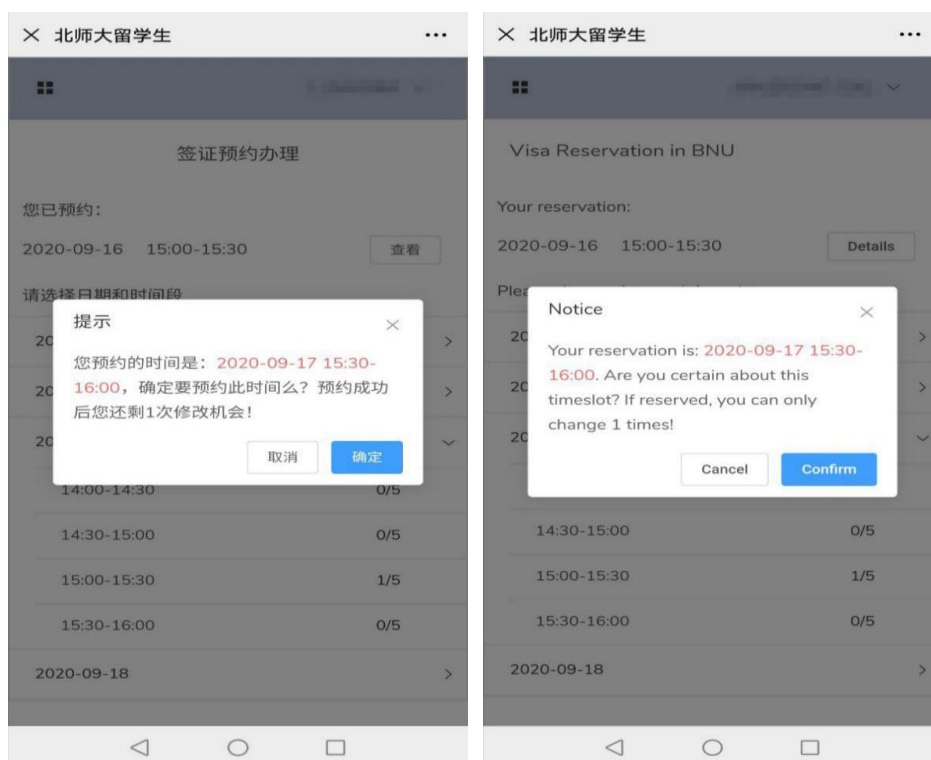 北师大留学生
签证预约办理
您已预约：
2020-09-16 15:00-15:30 查看
请选择日期和时间段
提示
20
您预约的时间是：2020-09-17 15:30-
16:00，确定要预约此时间么？预约成功
20
后您还剩1次修改机会！
20
取消 确定
14:00-14:30 0/5
14:30-15:00 0/5
15:00-15:30 1/5
15:30-16:00 0/5
2020-09-18
北师大留学生
Visa Reservation in BNU
Your reservation:
2020-09-16 15:00-15:30 Details
Plea
Notice
20
Your reservation is: 2020-09-17 15:30-
16:00. Are you certain about this
20
timeslot? If reserved, you can only
change 1 times!
20
Cancel Confirm
14:30-15:00 0/5
15:00-15:30 1/5
15:30-16:00 0/5
2020-09-18